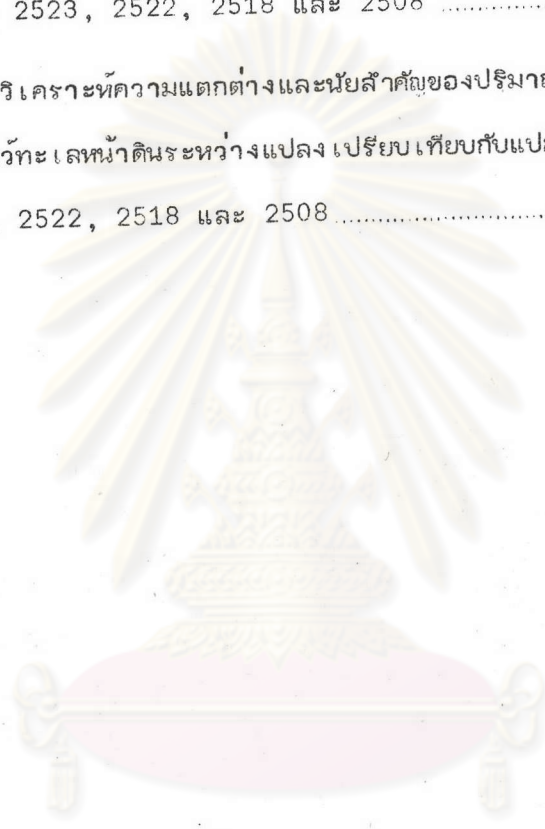 2523, 2522, 2518 และ 2508 ................
วิเคราะห์ความแตกต่างและนัยสำคัญของปริมาณ
ว์ทะเลหน้าดินระหว่างแปลงเปรียบเทียบกับแปล
2522, 2518 และ 2508 ............................